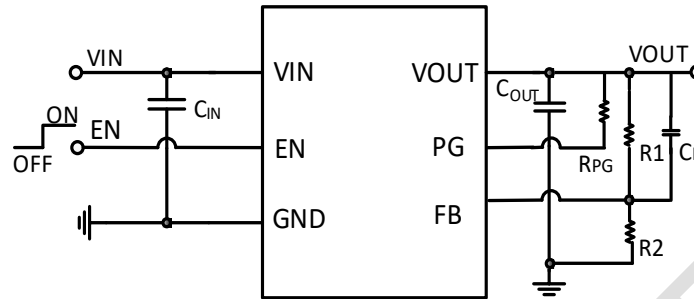 VIN
VIN
VOUT
VOUT
CIN
COUT
ON
EN
OFF
EN
PG
RPG
R1
GND
FB
R2